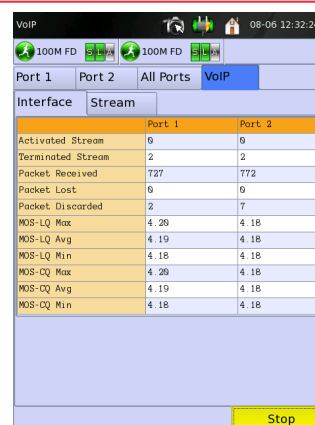 VoIP 08-06 12:32:24
100M FD S L A 100M FD S L A
Port 1 Port 2 All Ports VoIP
Interface Stream
Port 1 Port 2
Activated Stream 0 0
Terminated Stream 2 2
Packet Received 727 772
Packet Lost 0 0
Packet Discarded 2 7
MOS-LQ Max 4.20 4.18
MOS-LQ Avg 4.19 4.18
MOS-LQ Min 4.18 4.18
MOS-CQ Max 4.20 4.18
MOS-CQ Avg 4.19 4.18
MOS-CQ Min 4.18 4.18
Stop